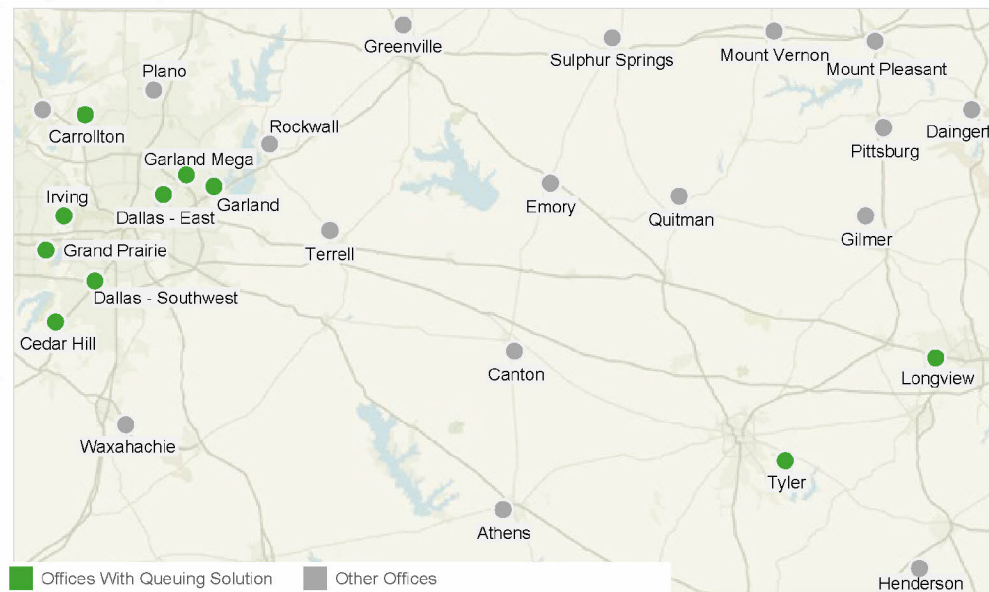 Greenville
Sulphur Springs
Mount Vernon
Mount Pleasant
Plano
Carrollton
Rockwall
Daingerf
Pittsburg
Garland Mega
Irving
Garland
Dallas - East
Emory
Quitman
Gilmer
Grand Prairie
Terrell
Dallas - Southwest
Cedar Hill
Canton
Longview
Waxahachie
Tyler
Athens
Offices With Queuing Solution
Other Offices
Henderson